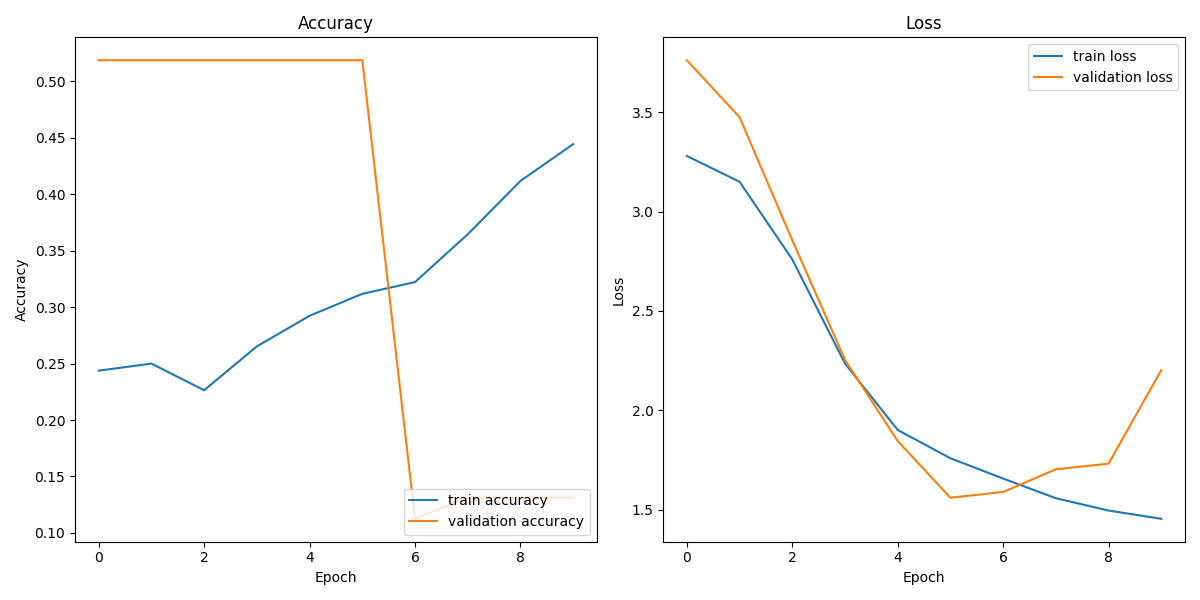 Accuracy
Accuracy
0.50
0.45
0.40
0.35
0.30
0.25
0.20
0.15
0.10
0 2 4 6 8
Epoch
train accuracy
validation accuracy
Loss
Loss
3.5
3.0
2.5
2.0
1.5
0 2 4 6 8
Epoch
train loss
validation loss